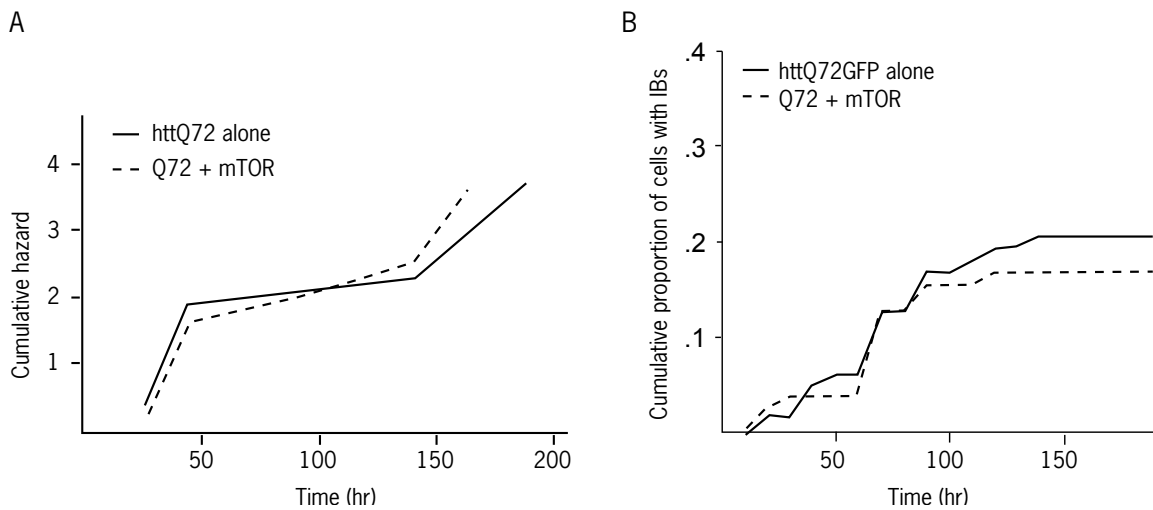 A
httQ72 alone
Q72 + mTOR
Cumulative hazard
4
3
2
1
50
100
150
200
Time (hr)
B
httQ72GFP alone
Q72 + mTOR
Cumulative proportion of cells with IBs
.4
.3
.2
.1
50
100
150
Time (hr)